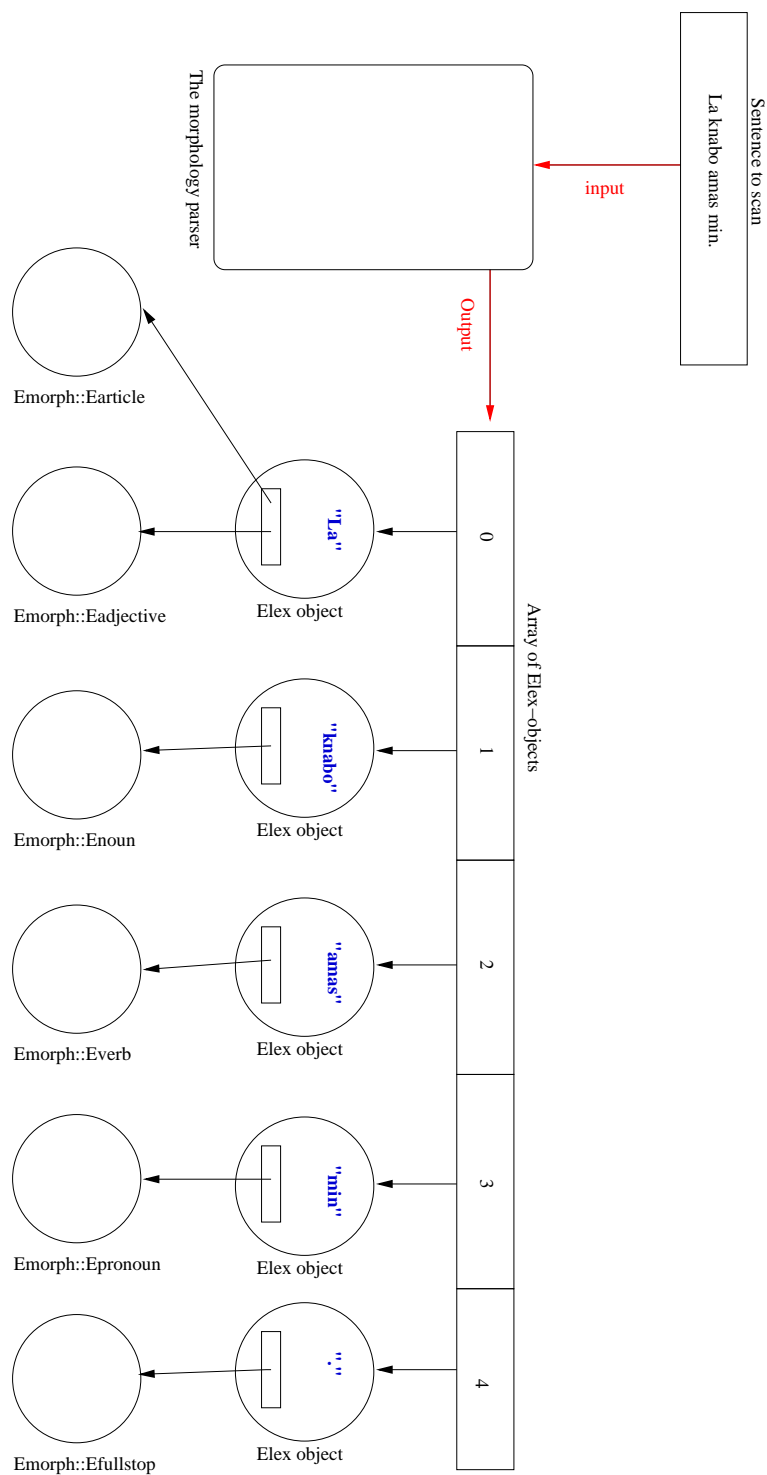 Sentence to scan
La knabo amas min.
input
The morphology parser
Output
Array of Elex-objects
0
1
2
3
4
"La"
"knabo"
"amas"
"min"
"."
Elex object
Elex object
Elex object
Elex object
Elex object
Emorph::Earticle
Emorph::Eadjective
Emorph::Enoun
Emorph::Everb
Emorph::Epronoun
Emorph::Efullstop